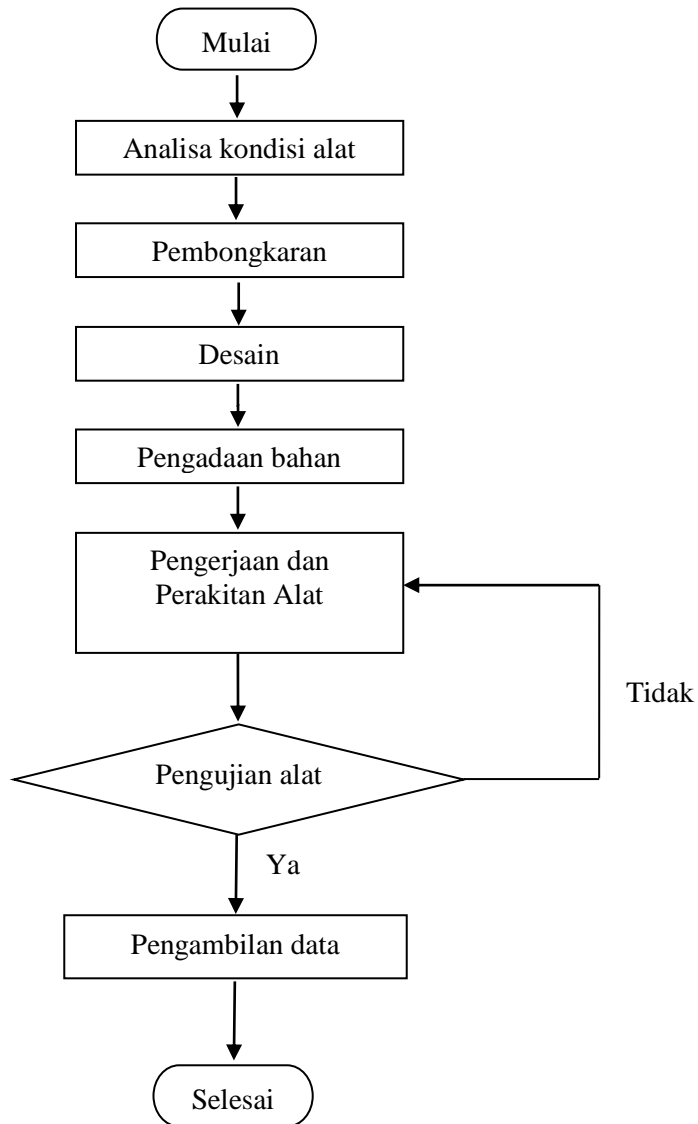 Mulai
Analisa kondisi alat
Pembongkaran
Desain
Pengadaan bahan
Pengerjaan dan
Perakitan Alat
Tidak
Pengujian alat
Ya
Pengambilan data
Selesai